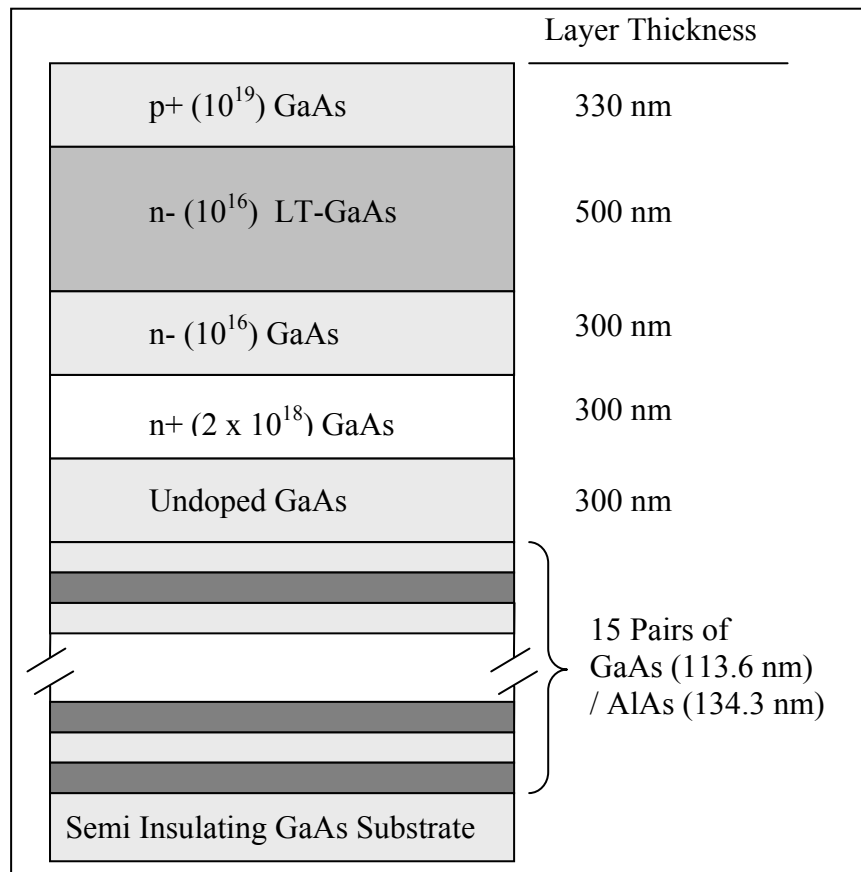 Layer Thickness
p+ (10^19) GaAs 330 nm
n- (10^16) LT-GaAs 500 nm
n- (10^16) GaAs 300 nm
n+ (2 x 10^18) GaAs 300 nm
Undoped GaAs 300 nm
15 Pairs of
GaAs (113.6 nm)
/ AlAs (134.3 nm)
Semi Insulating GaAs Substrate